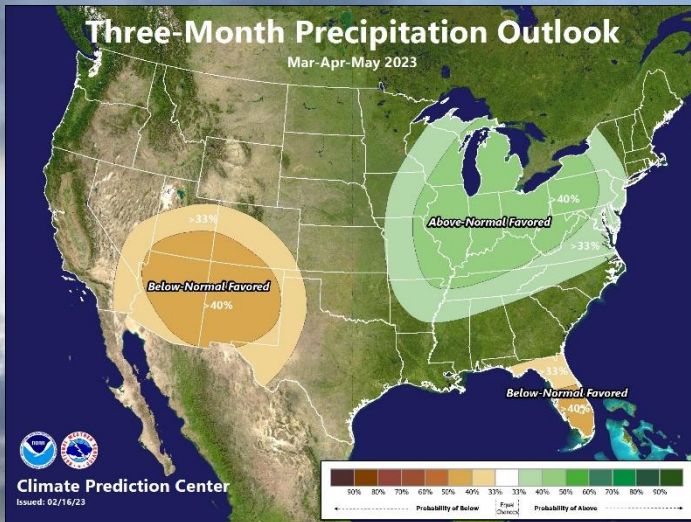 Three-Month Precipitation Outlook
Mar-Apr-May 2023
>33%
Below-Normal Favored
>40%
>40%
Above-Normal Favored
>33%
>33%
Below-Normal Favored
>40%
NOAA
Climate Prediction Center
Issued: 02/16/23
90% 80% 70% 60% 50% 40% 33% 33% 40% 50% 60% 70% 80% 90%
Probability of Below Equal Chances Probability of Above